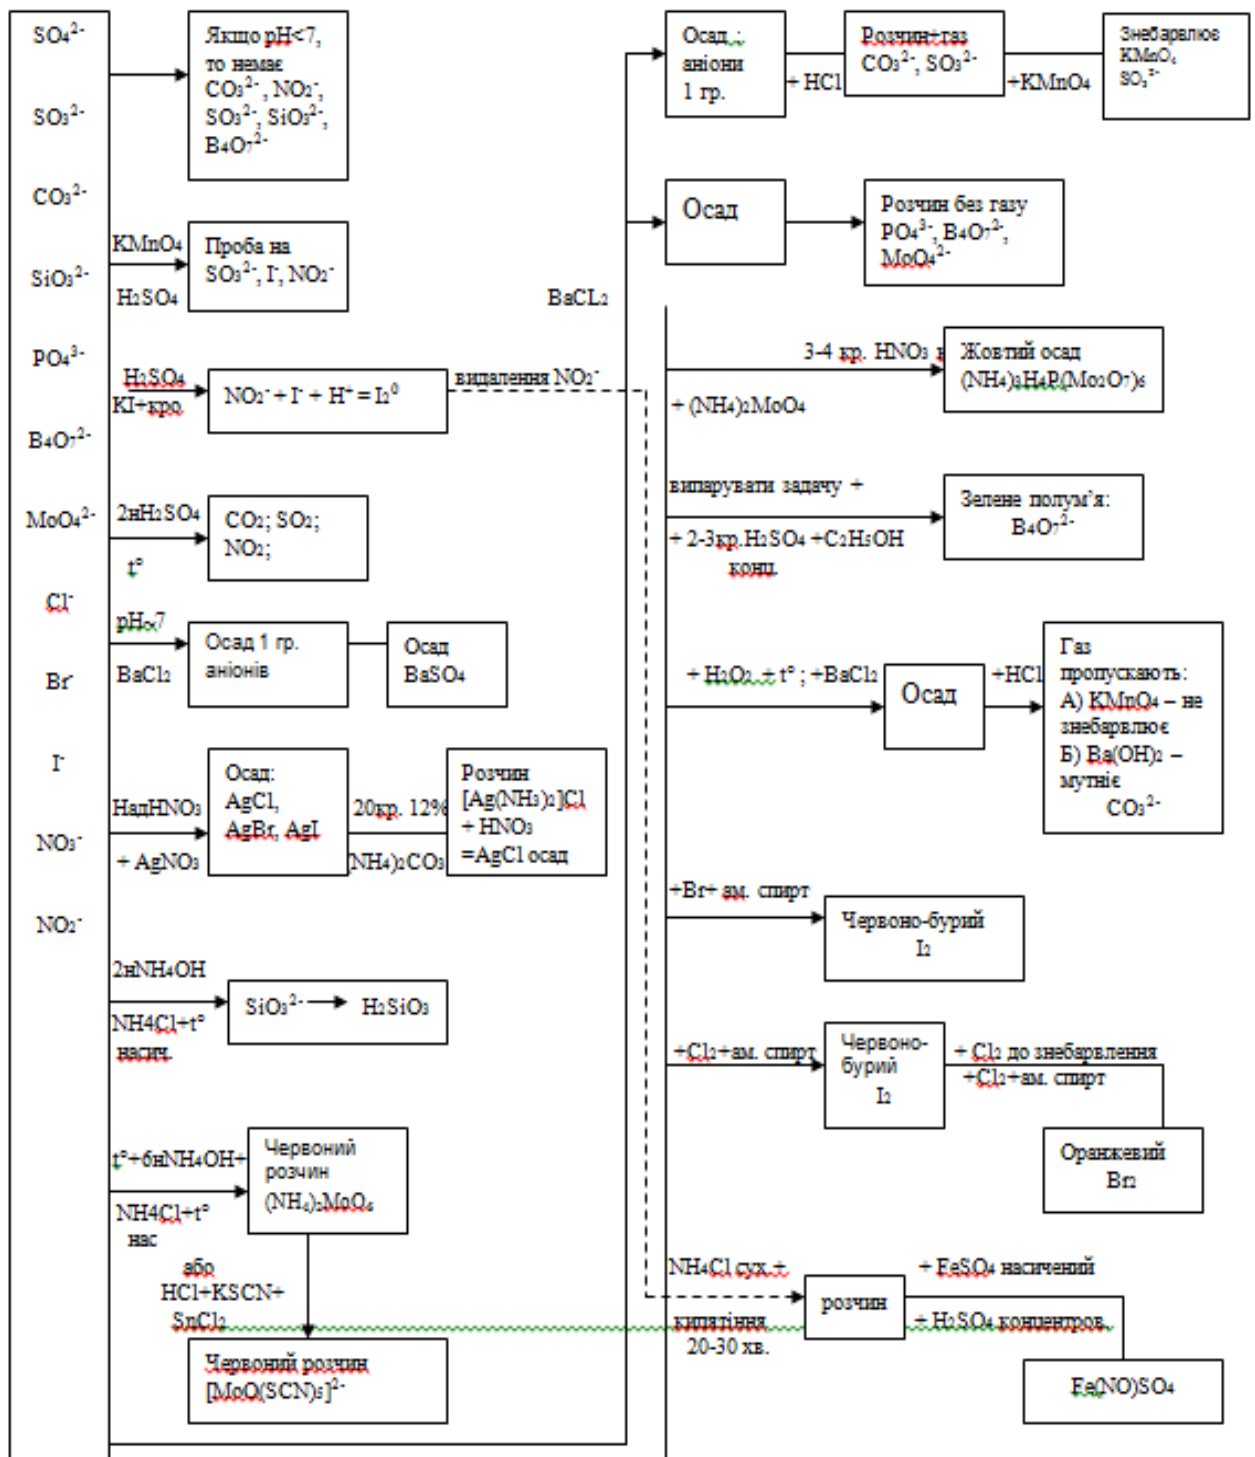 SO₄²⁻
SO₃²⁻
CO₃²⁻
SiO₃²⁻
PO₄³⁻
B₄O₇²⁻
MoO₄²⁻
Cl⁻
Br⁻
I⁻
NO₃⁻
NO₂⁻
Якщо pH<7,
то немає
CO₃²⁻, NO₂⁻,
SO₃²⁻, SiO₃²⁻,
B₄O₇²⁻
KMnO₄
H₂SO₄
Проба на
SO₃²⁻, I⁻, NO₂⁻
H₂SO₄
KI+кро
NO₂⁻ + I⁻ + H⁺ = I₂⁰
видалення NO₂⁻
2нH₂SO₄
t°
CO₂; SO₂;
NO₂;
BaCl₂
Осад 1 гр.
аніонів
Осад
BaSO₄
НадHNO₃
+ AgNO₃
Осад:
AgCl,
AgBr, AgI
20кр. 12%
(NH₄)₂CO₃
Розчин
[Ag(NH₃)₂]Cl
+ HNO₃
=AgCl осад
2нNH₄OH
NH4Cl+t°
насич.
SiO₃²⁻ → H₂SiO₃
t°+6нNH₄OH+
NH4Cl+t°
нас
Червоний
розчин
(NH₄)₂MoO₆
або
HCl+KSCN+
SnCl₂
Червоний розчин
[MoO(SCN)₅]²⁻
BaCL₂
Осад :
аніони
1 гр.
+ HCl
Розчин+газ
CO₃²⁻, SO₃²⁻
+KMnO₄
Знебарвлює
KMnO₄
SO₃²⁻
Осад
Розчин без газу
PO₄³⁻, B₄O₇²⁻,
MoO₄²⁻
3-4 кр. HNO₃ к
+ (NH₄)₂MoO₄
Жовтий осад
(NH₄)₃H₄P(Mo₂O₇)₆
випарувати задачу +
+ 2-3кр.H₂SO₄ +C₂H₅OH
конц.
Зелене полум’я:
B₄O₇²⁻
+ H₂O₂ + t° ; +BaCl₂
Осад
+HCl
Газ
пропускають:
А) KMnO₄ – не
знебарвлює
Б) Ba(OH)₂ –
мутніє
CO₃²⁻
+Br+ ам. спирт
Червоно-бурий
I₂
+Cl₂+ам. спирт
Червоно-
бурий
I₂
+ Cl₂ до знебарвлення
+Cl₂+ам. спирт
Оранжевий
Br₂
NH₄Cl сух.+
кипятіння
20-30 хв.
розчин
+ FeSO₄ насичений
+ H₂SO₄ концентров.
Fe(NO)SO₄